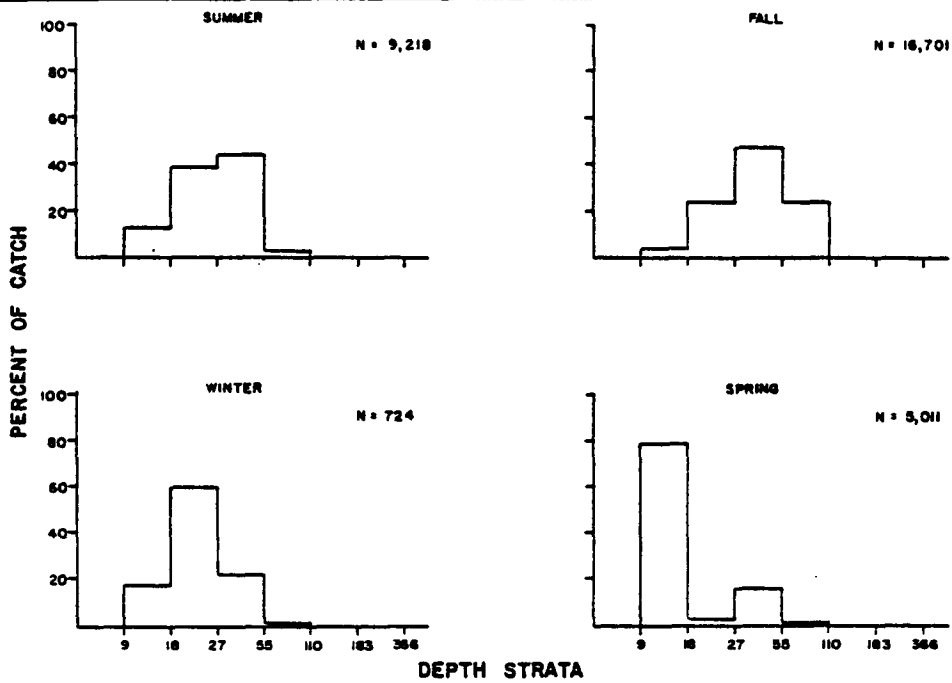 SUMMER
N = 9,218
100
80
60
40
20
FALL
N = 16,701
PERCENT OF CATCH
WINTER
N = 724
100
80
60
40
20
9 18 27 55 110 183 366
SPRING
N = 5,011
9 18 27 55 110 183 366
DEPTH STRATA